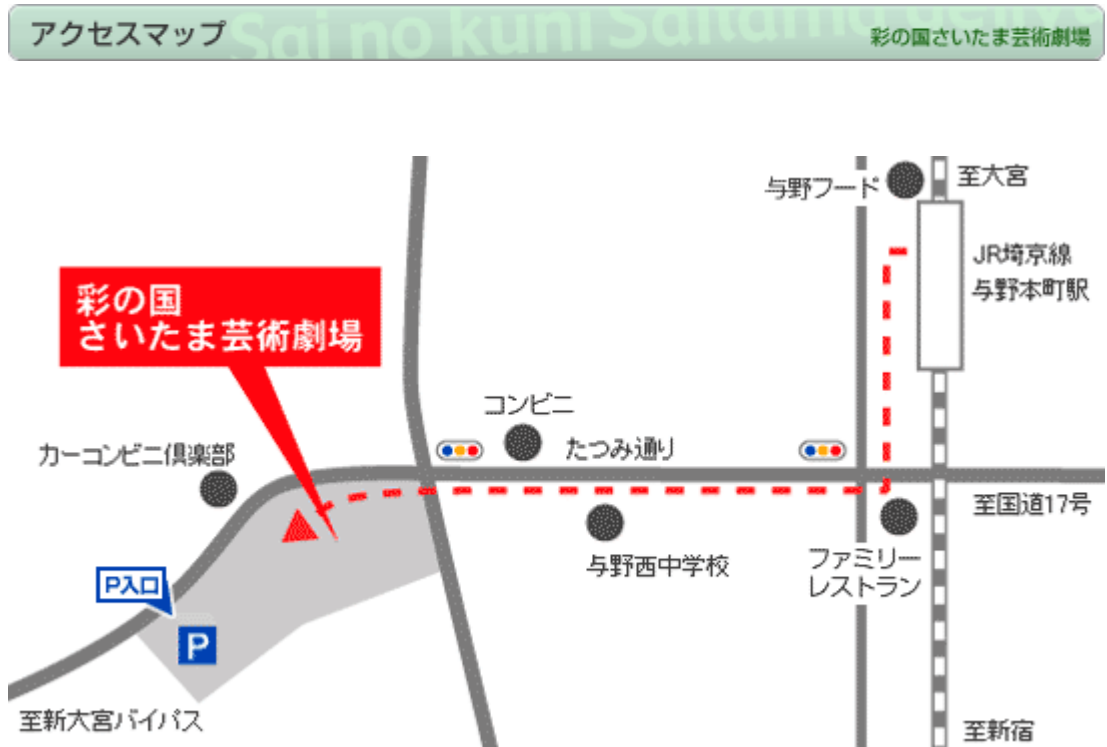 アクセスマップ
Sai no kuni Saitama
彩の国さいたま芸術劇場
与野フード
至大宮
JR埼京線
与野本町駅
彩の国
さいたま芸術劇場
コンビニ
たつみ通り
カーコンビニ倶楽部
至国道17号
与野西中学校
ファミリー
レストラン
P入口
P
至新大宮バイパス
至新宿